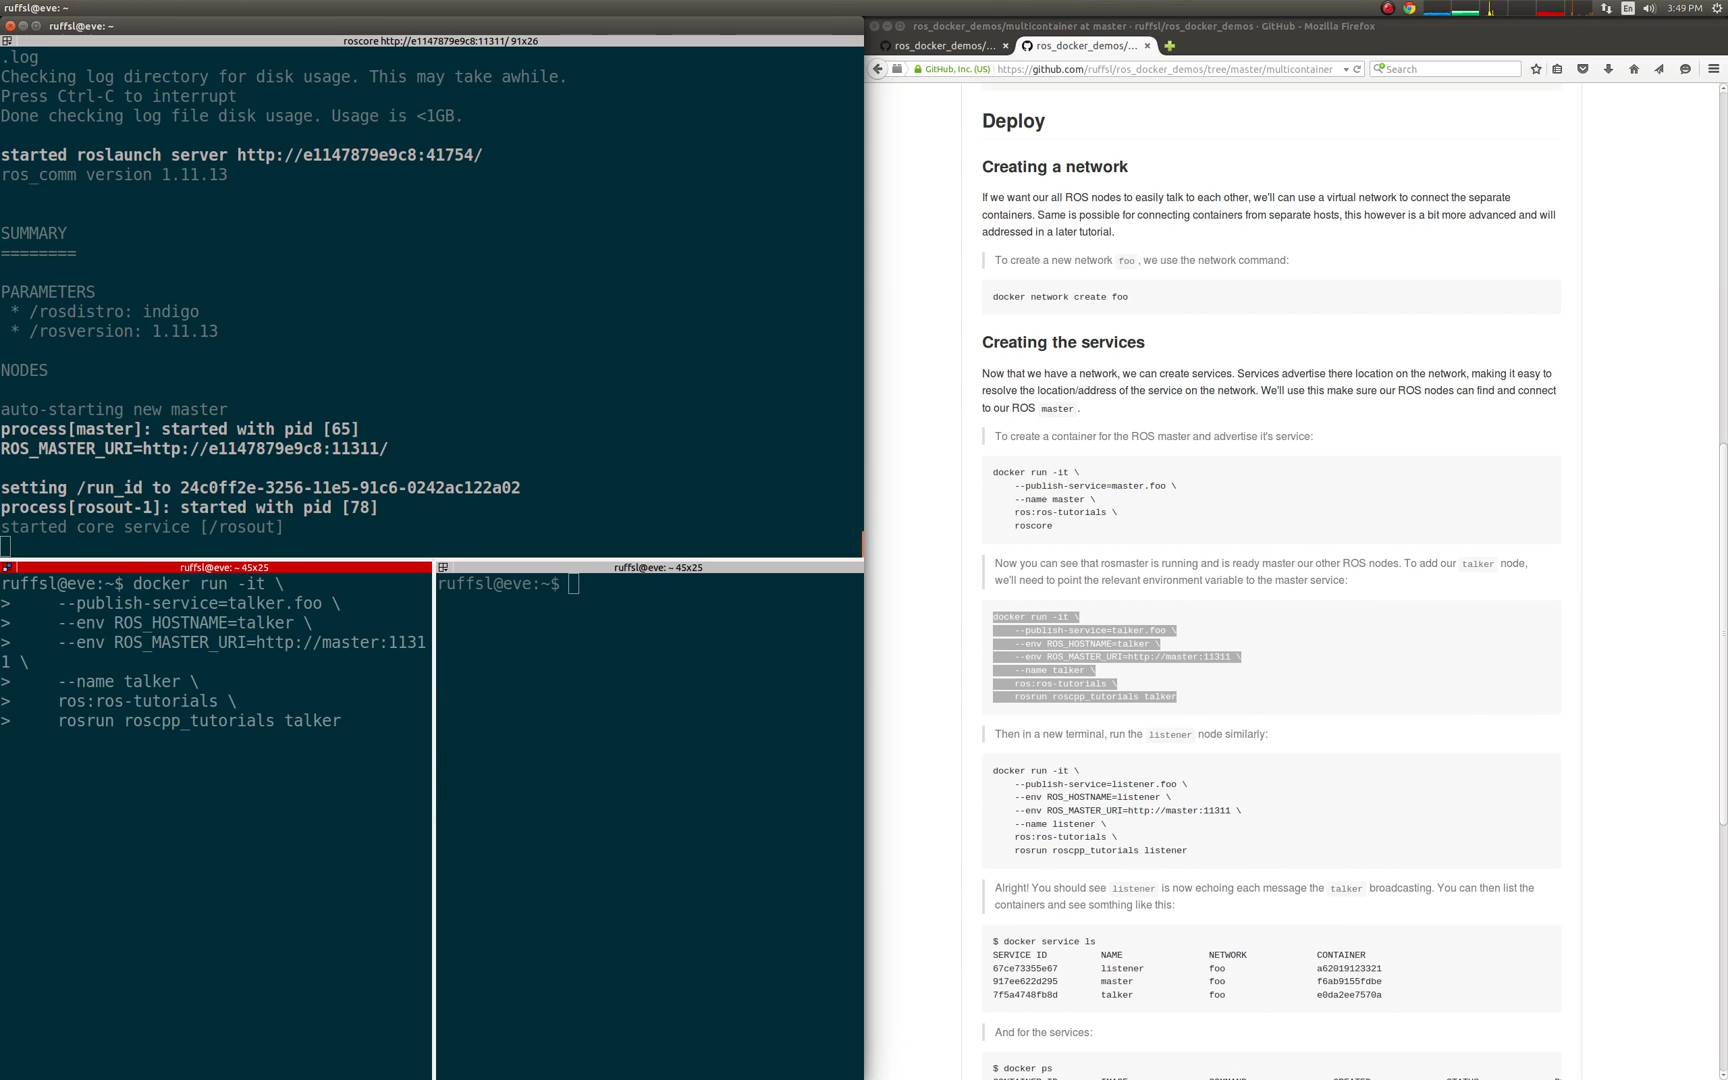 ruffsl@eve: ~
En
3:49 PM
ruffsl@eve: ~
roscore http://e1147879e9c8:11311/ 91x26
.log
Checking log directory for disk usage. This may take awhile.
Press Ctrl-C to interrupt
Done checking log file disk usage. Usage is <1GB.
started roslaunch server http://e1147879e9c8:41754/
ros_comm version 1.11.13
SUMMARY
========
PARAMETERS
* /rosdistro: indigo
* /rosversion: 1.11.13
NODES
auto-starting new master
process[master]: started with pid [65]
ROS_MASTER_URI=http://e1147879e9c8:11311/
setting /run_id to 24c0ff2e-3256-11e5-91c6-0242ac122a02
process[rosout-1]: started with pid [78]
started core service [/rosout]
ruffsl@eve: ~ 45x25
ruffsl@eve:~$ docker run -it \
>     --publish-service=talker.foo \
>     --env ROS_HOSTNAME=talker \
>     --env ROS_MASTER_URI=http://master:1131
1 \
>     --name talker \
>     ros:ros-tutorials \
>     rosrun roscpp_tutorials talker
ruffsl@eve: ~ 45x25
ruffsl@eve:~$
ros_docker_demos/multicontainer at master · ruffsl/ros_docker_demos · GitHub - Mozilla Firefox
ros_docker_demos/... ×
ros_docker_demos/... ×
GitHub, Inc. (US)
https://github.com/ruffsl/ros_docker_demos/tree/master/multicontainer
Search
Deploy
Creating a network
If we want our all ROS nodes to easily talk to each other, we'll can use a virtual network to connect the separate
containers. Same is possible for connecting containers from separate hosts, this however is a bit more advanced and will
addressed in a later tutorial.
To create a new network foo, we use the network command:
docker network create foo
Creating the services
Now that we have a network, we can create services. Services advertise there location on the network, making it easy to
resolve the location/address of the service on the network. We'll use this make sure our ROS nodes can find and connect
to our ROS master.
To create a container for the ROS master and advertise it's service:
docker run -it \
    --publish-service=master.foo \
    --name master \
    ros:ros-tutorials \
    roscore
Now you can see that rosmaster is running and is ready master our other ROS nodes. To add our talker node,
we'll need to point the relevant environment variable to the master service:
docker run -it \
    --publish-service=talker.foo \
    --env ROS_HOSTNAME=talker \
    --env ROS_MASTER_URI=http://master:11311 \
    --name talker \
    ros:ros-tutorials \
    rosrun roscpp_tutorials talker
Then in a new terminal, run the listener node similarly:
docker run -it \
    --publish-service=listener.foo \
    --env ROS_HOSTNAME=listener \
    --env ROS_MASTER_URI=http://master:11311 \
    --name listener \
    ros:ros-tutorials \
    rosrun roscpp_tutorials listener
Alright! You should see listener is now echoing each message the talker broadcasting. You can then list the
containers and see somthing like this:
$ docker service ls
SERVICE ID NAME NETWORK CONTAINER
67ce73355e67 listener foo a62019123321
917ee622d295 master foo f6ab9155fdbe
7f5a4748fb8d talker foo e0da2ee7570a
And for the services:
$ docker ps
CONTAINER ID IMAGE COMMAND CREATED STATUS